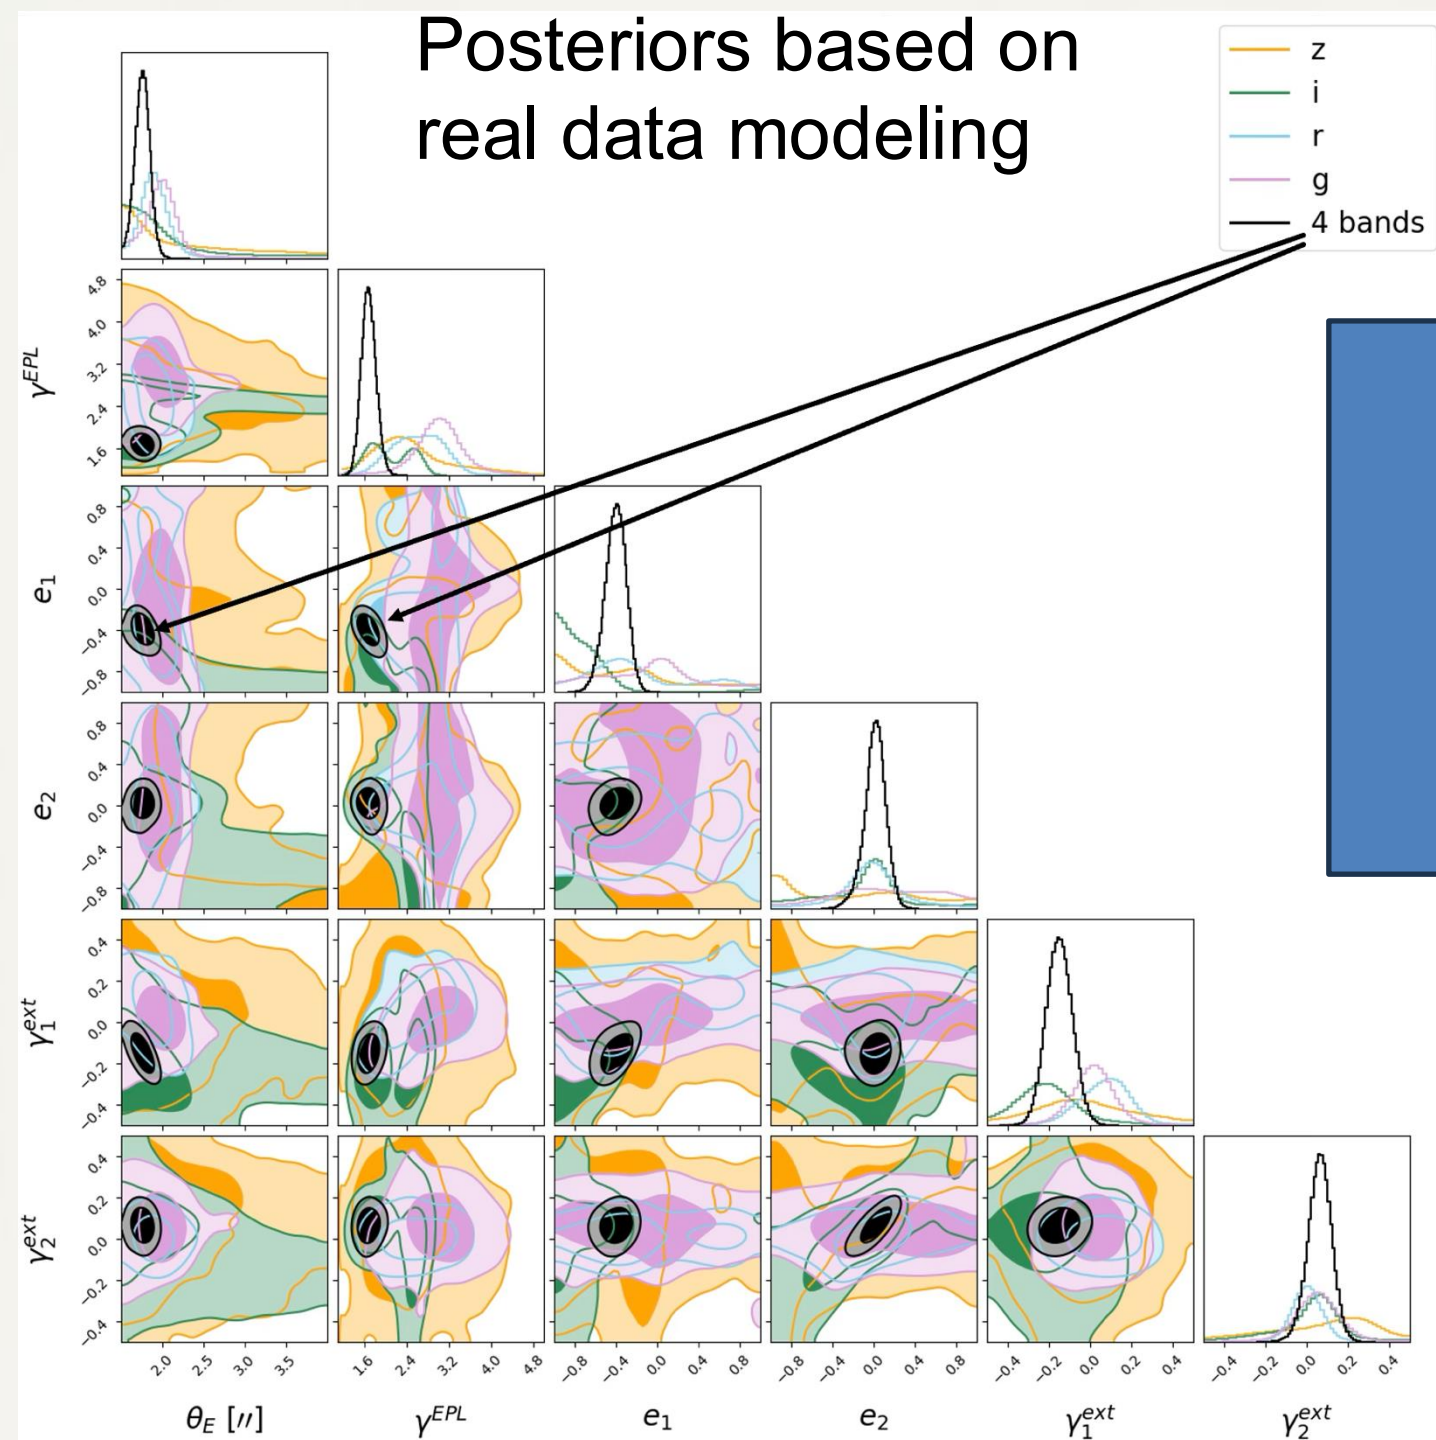 Posteriors based on
real data modeling
z
i
r
g
4 bands
γ^EPL
4.8
4.0
3.2
2.4
1.6
e₁
0.8
0.4
0.0
−0.4
−0.8
e₂
0.8
0.4
0.0
−0.4
−0.8
γ₁^ext
0.4
0.2
0.0
−0.2
−0.4
γ₂^ext
0.4
0.2
0.0
−0.2
−0.4
2.0 2.5 3.0 3.5 1.6 2.4 3.2 4.0 4.8 −0.8 −0.4 0.0 0.4 0.8 −0.8 −0.4 0.0 0.4 0.8 −0.4 −0.2 0.0 0.2 0.4 −0.4 −0.2 0.0 0.2 0.4
θ_E [″] γ^EPL e₁ e₂ γ₁^ext γ₂^ext